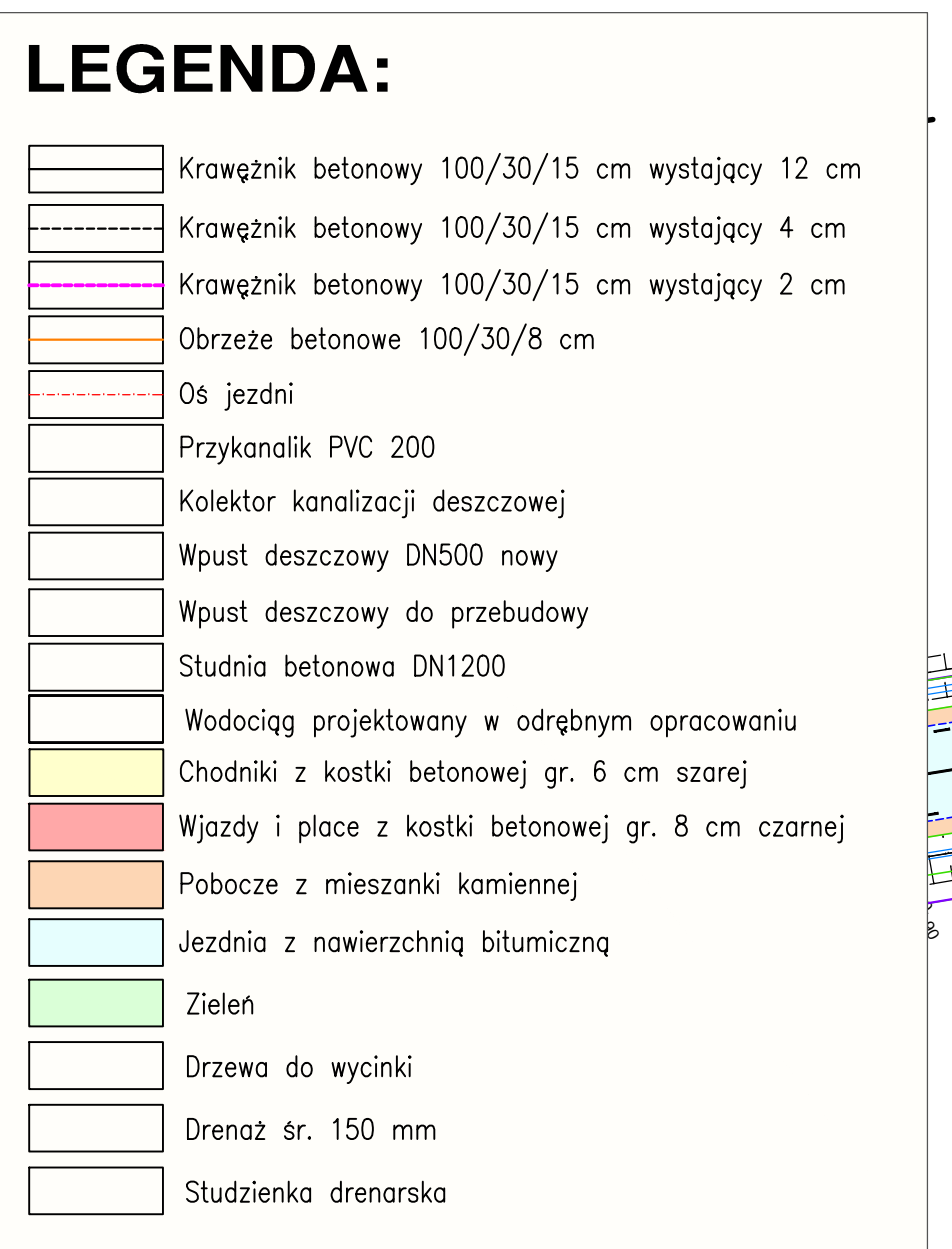 LEGENDA:
Krawężnik betonowy 100/30/15 cm wystający 12 cm
Krawężnik betonowy 100/30/15 cm wystający 4 cm
Krawężnik betonowy 100/30/15 cm wystający 2 cm
Obrzeże betonowe 100/30/8 cm
Oś jezdni
Przykanalik PVC 200
Kolektor kanalizacji deszczowej
Wpust deszczowy DN500 nowy
Wpust deszczowy do przebudowy
Studnia betonowa DN1200
Wodociąg projektowany w odrębnym opracowaniu
Chodniki z kostki betonowej gr. 6 cm szarej
Wjazdy i place z kostki betonowej gr. 8 cm czarnej
Pobocze z mieszanki kamiennej
Jezdnia z nawierzchnią bitumiczną
Zieleń
Drzewa do wycinki
Drenaż śr. 150 mm
Studzienka drenarska